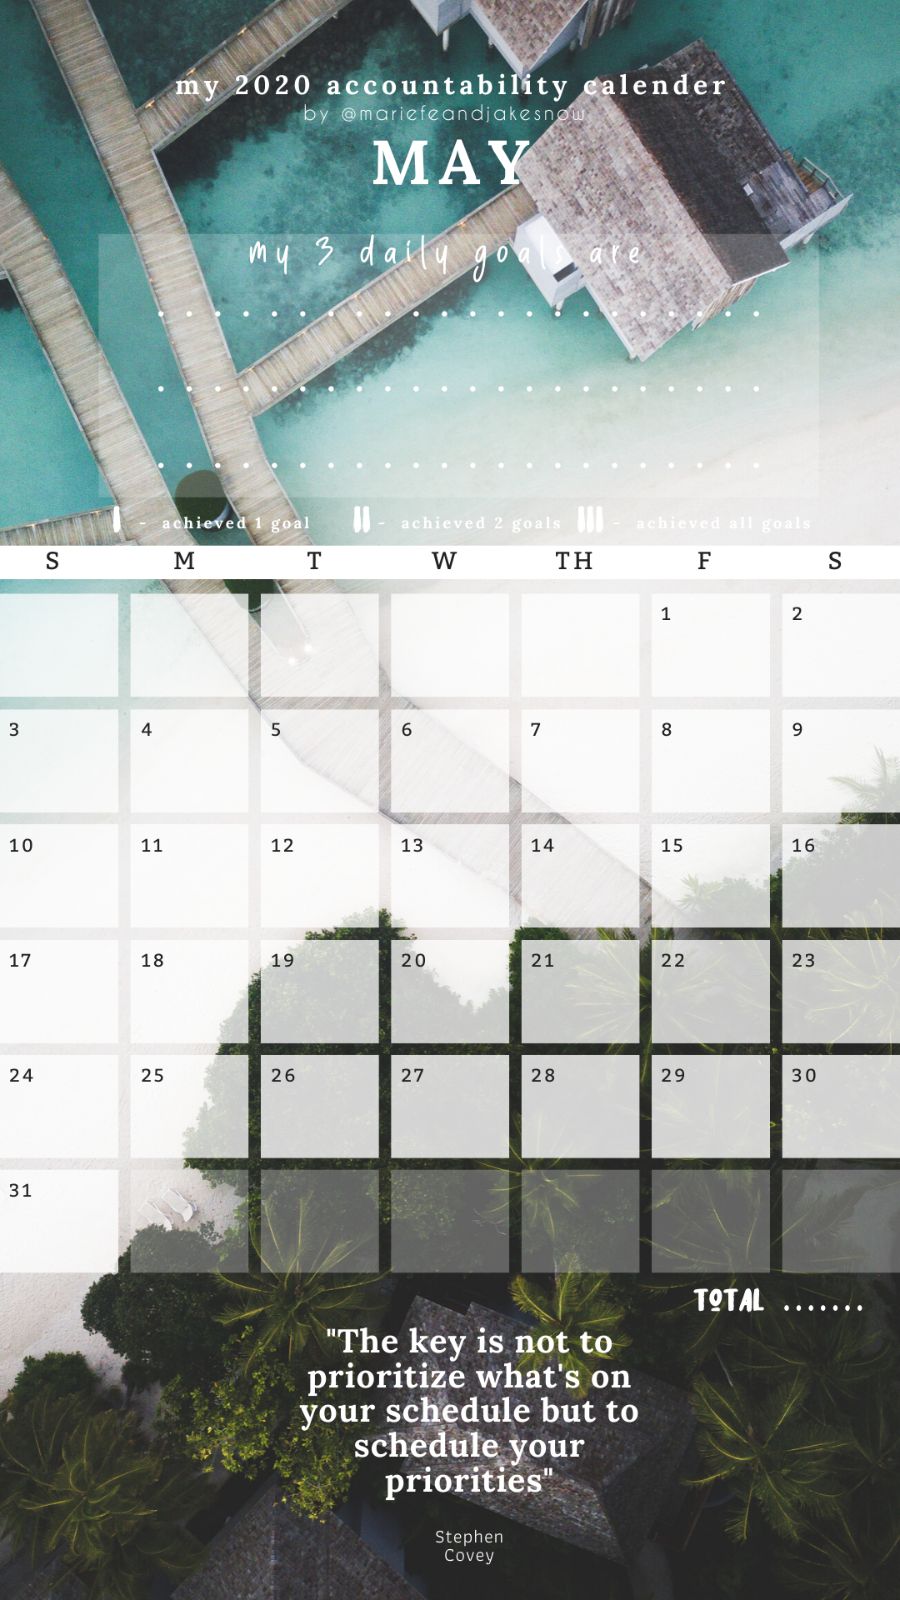 my 2020 accountability calender
by @mariefeandjakesnow
MAY
my 3 daily goals are
- achieved 1 goal - achieved 2 goals - achieved all goals
S M T W TH F S
1 2
3 4 5 6 7 8 9
10 11 12 13 14 15 16
17 18 19 20 21 22 23
24 25 26 27 28 29 30
31
TOTAL .......
"The key is not to
prioritize what's on
your schedule but to
schedule your
priorities"
Stephen
Covey